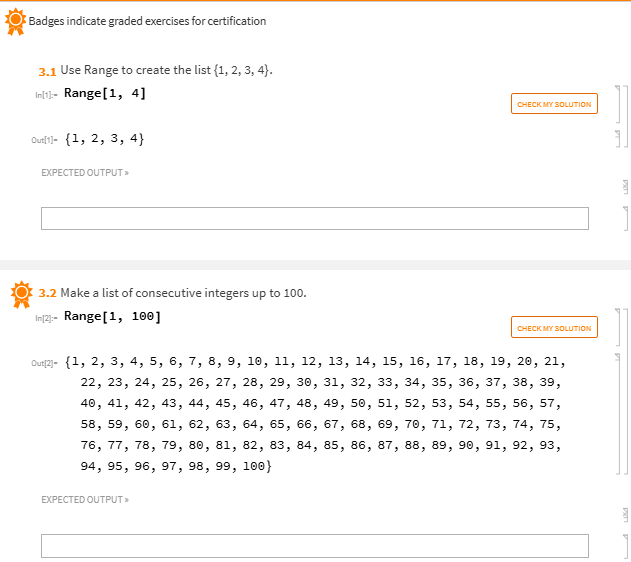 Badges indicate graded exercises for certification
3.1 Use Range to create the list {1, 2, 3, 4}.
In[1]:= Range[1, 4]
CHECK MY SOLUTION
Out[1]= {1, 2, 3, 4}
EXPECTED OUTPUT »
3.2 Make a list of consecutive integers up to 100.
In[2]:= Range[1, 100]
CHECK MY SOLUTION
Out[2]= {1, 2, 3, 4, 5, 6, 7, 8, 9, 10, 11, 12, 13, 14, 15, 16, 17, 18, 19, 20, 21,
22, 23, 24, 25, 26, 27, 28, 29, 30, 31, 32, 33, 34, 35, 36, 37, 38, 39,
40, 41, 42, 43, 44, 45, 46, 47, 48, 49, 50, 51, 52, 53, 54, 55, 56, 57,
58, 59, 60, 61, 62, 63, 64, 65, 66, 67, 68, 69, 70, 71, 72, 73, 74, 75,
76, 77, 78, 79, 80, 81, 82, 83, 84, 85, 86, 87, 88, 89, 90, 91, 92, 93,
94, 95, 96, 97, 98, 99, 100}
EXPECTED OUTPUT »